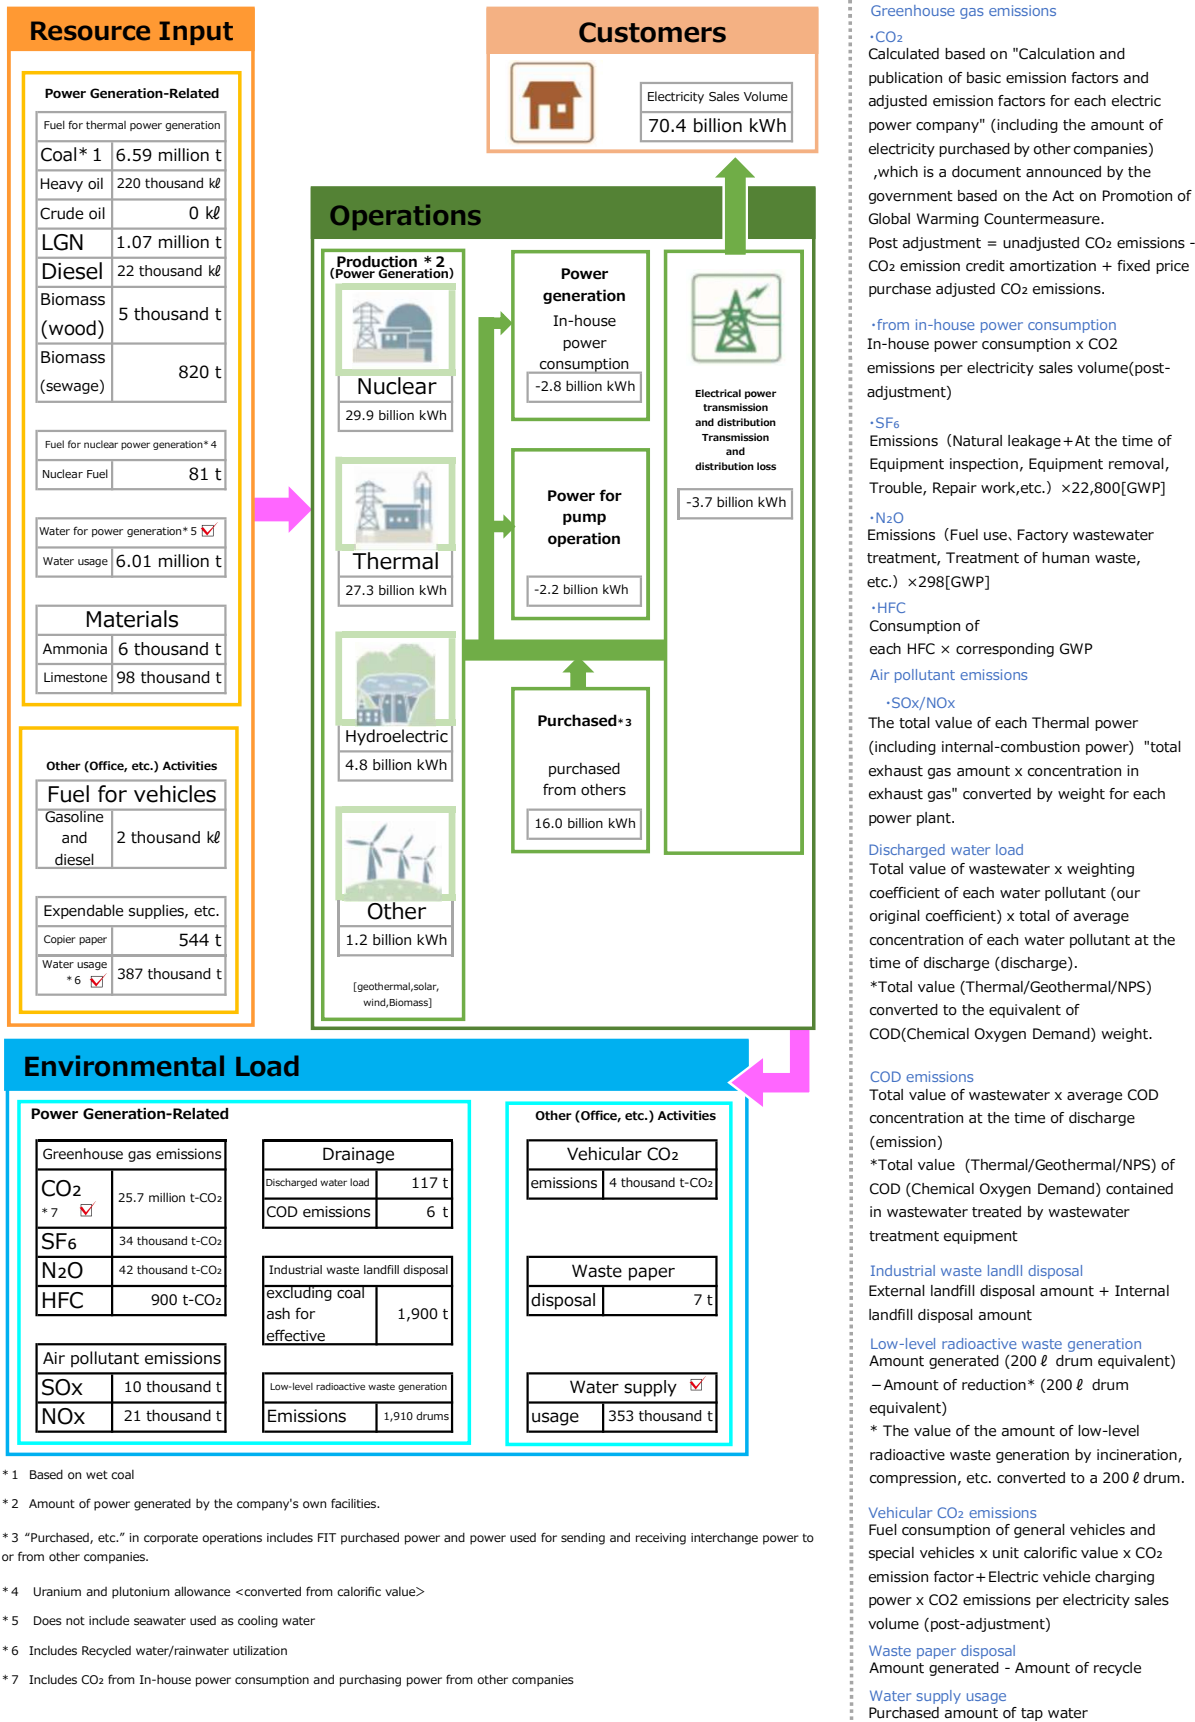 Resource Input
Power Generation-Related
Fuel for thermal power generation
Coal*1 6.59 million t
Heavy oil 220 thousand kℓ
Crude oil 0 kℓ
LGN 1.07 million t
Diesel 22 thousand kℓ
Biomass
(wood) 5 thousand t
Biomass
(sewage) 820 t
Fuel for nuclear power generation*4
Nuclear Fuel 81 t
Water for power generation*5
Water usage 6.01 million t
Materials
Ammonia 6 thousand t
Limestone 98 thousand t
Other (Office, etc.) Activities
Fuel for vehicles
Gasoline
and
diesel 2 thousand kℓ
Expendable supplies, etc.
Copier paper 544 t
Water usage
*6 387 thousand t
Customers
Electricity Sales Volume
70.4 billion kWh
Operations
Production *2
(Power Generation)
Nuclear
29.9 billion kWh
Thermal
27.3 billion kWh
Hydroelectric
4.8 billion kWh
Other
1.2 billion kWh
[geothermal,solar,
wind,Biomass]
Power
generation
In-house
power
consumption
-2.8 billion kWh
Power for
pump
operation
-2.2 billion kWh
Purchased*3
purchased
from others
16.0 billion kWh
Electrical power
transmission
and distribution
Transmission
and
distribution loss
-3.7 billion kWh
Environmental Load
Power Generation-Related
Greenhouse gas emissions
CO₂
*7 25.7 million t-CO₂
SF₆ 34 thousand t-CO₂
N₂O 42 thousand t-CO₂
HFC 900 t-CO₂
Air pollutant emissions
SOx 10 thousand t
NOx 21 thousand t
Drainage
Discharged water load 117 t
COD emissions 6 t
Industrial waste landfill disposal
excluding coal
ash for
effective 1,900 t
Low-level radioactive waste generation
Emissions 1,910 drums
Other (Office, etc.) Activities
Vehicular CO₂
emissions 4 thousand t-CO₂
Waste paper
disposal 7 t
Water supply
usage 353 thousand t
*1 Based on wet coal
*2 Amount of power generated by the company's own facilities.
*3 “Purchased, etc.” in corporate operations includes FIT purchased power and power used for sending and receiving interchange power to
or from other companies.
*4 Uranium and plutonium allowance <converted from calorific value>
*5 Does not include seawater used as cooling water
*6 Includes Recycled water/rainwater utilization
*7 Includes CO₂ from In-house power consumption and purchasing power from other companies
Greenhouse gas emissions
・CO₂
Calculated based on "Calculation and
publication of basic emission factors and
adjusted emission factors for each electric
power company" (including the amount of
electricity purchased by other companies)
,which is a document announced by the
government based on the Act on Promotion of
Global Warming Countermeasure.
Post adjustment = unadjusted CO₂ emissions -
CO₂ emission credit amortization + fixed price
purchase adjusted CO₂ emissions.
・from in-house power consumption
In-house power consumption x CO2
emissions per electricity sales volume(post-
adjustment)
・SF₆
Emissions（Natural leakage+At the time of
Equipment inspection, Equipment removal,
Trouble, Repair work,etc.）×22,800[GWP]
・N₂O
Emissions（Fuel use、Factory wastewater
treatment, Treatment of human waste,
etc.）×298[GWP]
・HFC
Consumption of
each HFC × corresponding GWP
Air pollutant emissions
・SOx/NOx
The total value of each Thermal power
(including internal-combustion power) "total
exhaust gas amount x concentration in
exhaust gas" converted by weight for each
power plant.
Discharged water load
Total value of wastewater x weighting
coefficient of each water pollutant (our
original coefficient) x total of average
concentration of each water pollutant at the
time of discharge (discharge).
*Total value (Thermal/Geothermal/NPS)
converted to the equivalent of
COD(Chemical Oxygen Demand) weight.
COD emissions
Total value of wastewater x average COD
concentration at the time of discharge
(emission)
*Total value (Thermal/Geothermal/NPS) of
COD (Chemical Oxygen Demand) contained
in wastewater treated by wastewater
treatment equipment
Industrial waste landll disposal
External landfill disposal amount + Internal
landfill disposal amount
Low-level radioactive waste generation
Amount generated (200ℓ drum equivalent)
－Amount of reduction* (200ℓ drum
equivalent)
* The value of the amount of low-level
radioactive waste generation by incineration,
compression, etc. converted to a 200ℓ drum.
Vehicular CO₂ emissions
Fuel consumption of general vehicles and
special vehicles x unit calorific value x CO₂
emission factor+Electric vehicle charging
power x CO2 emissions per electricity sales
volume (post-adjustment)
Waste paper disposal
Amount generated - Amount of recycle
Water supply usage
Purchased amount of tap water